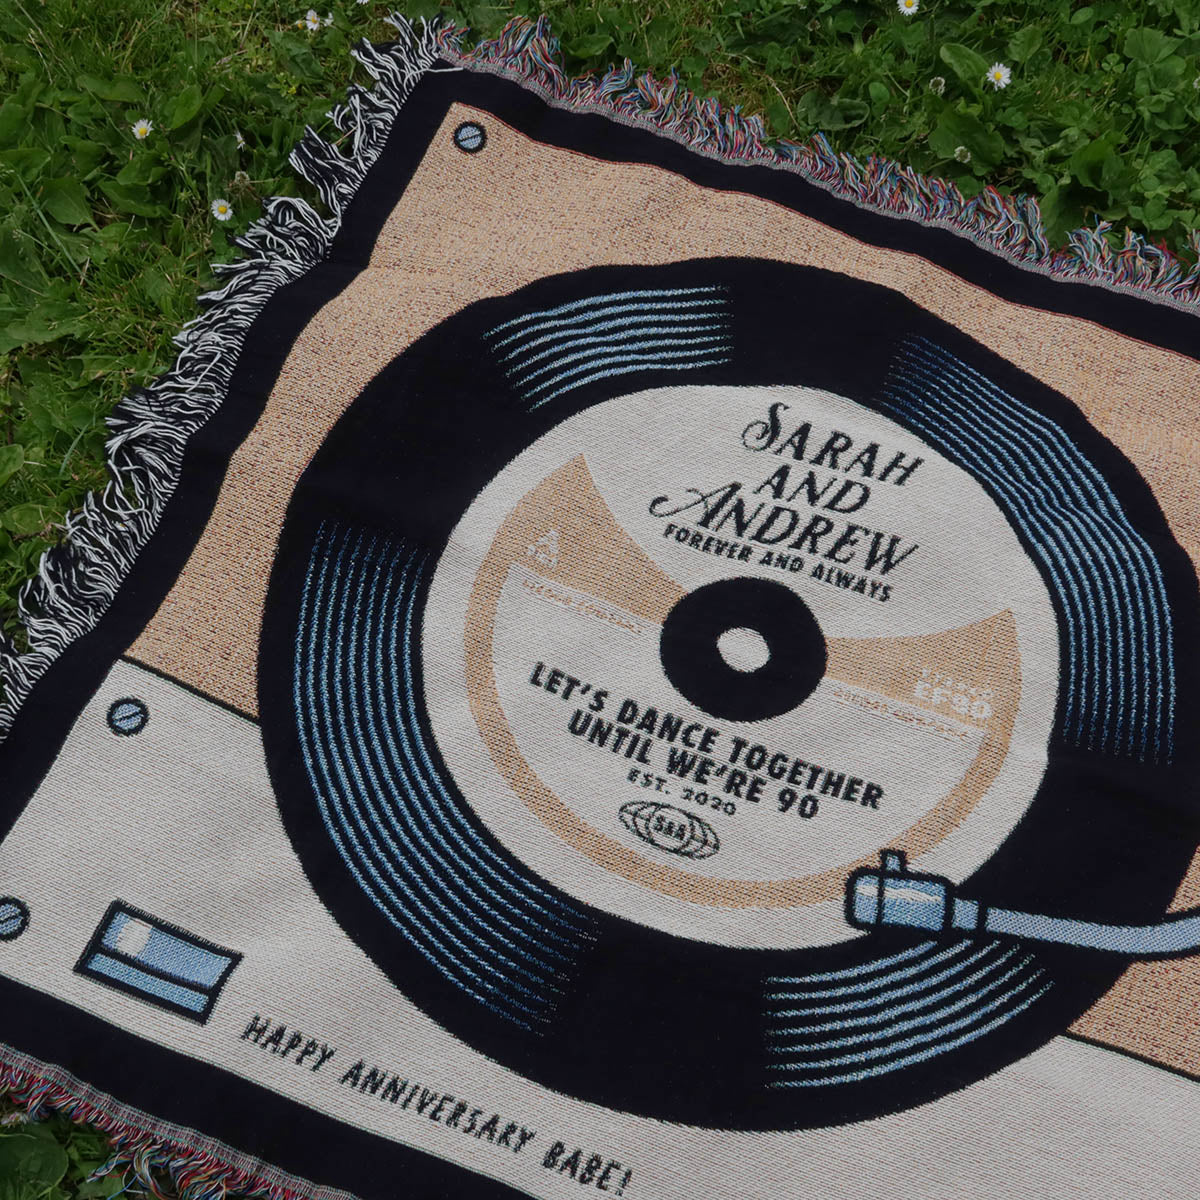 SARAH
AND
ANDREW
FOREVER AND ALWAYS
LET'S DANCE TOGETHER
UNTIL WE'RE 90
EST. 2020
S&A
HAPPY ANNIVERSARY BABE!